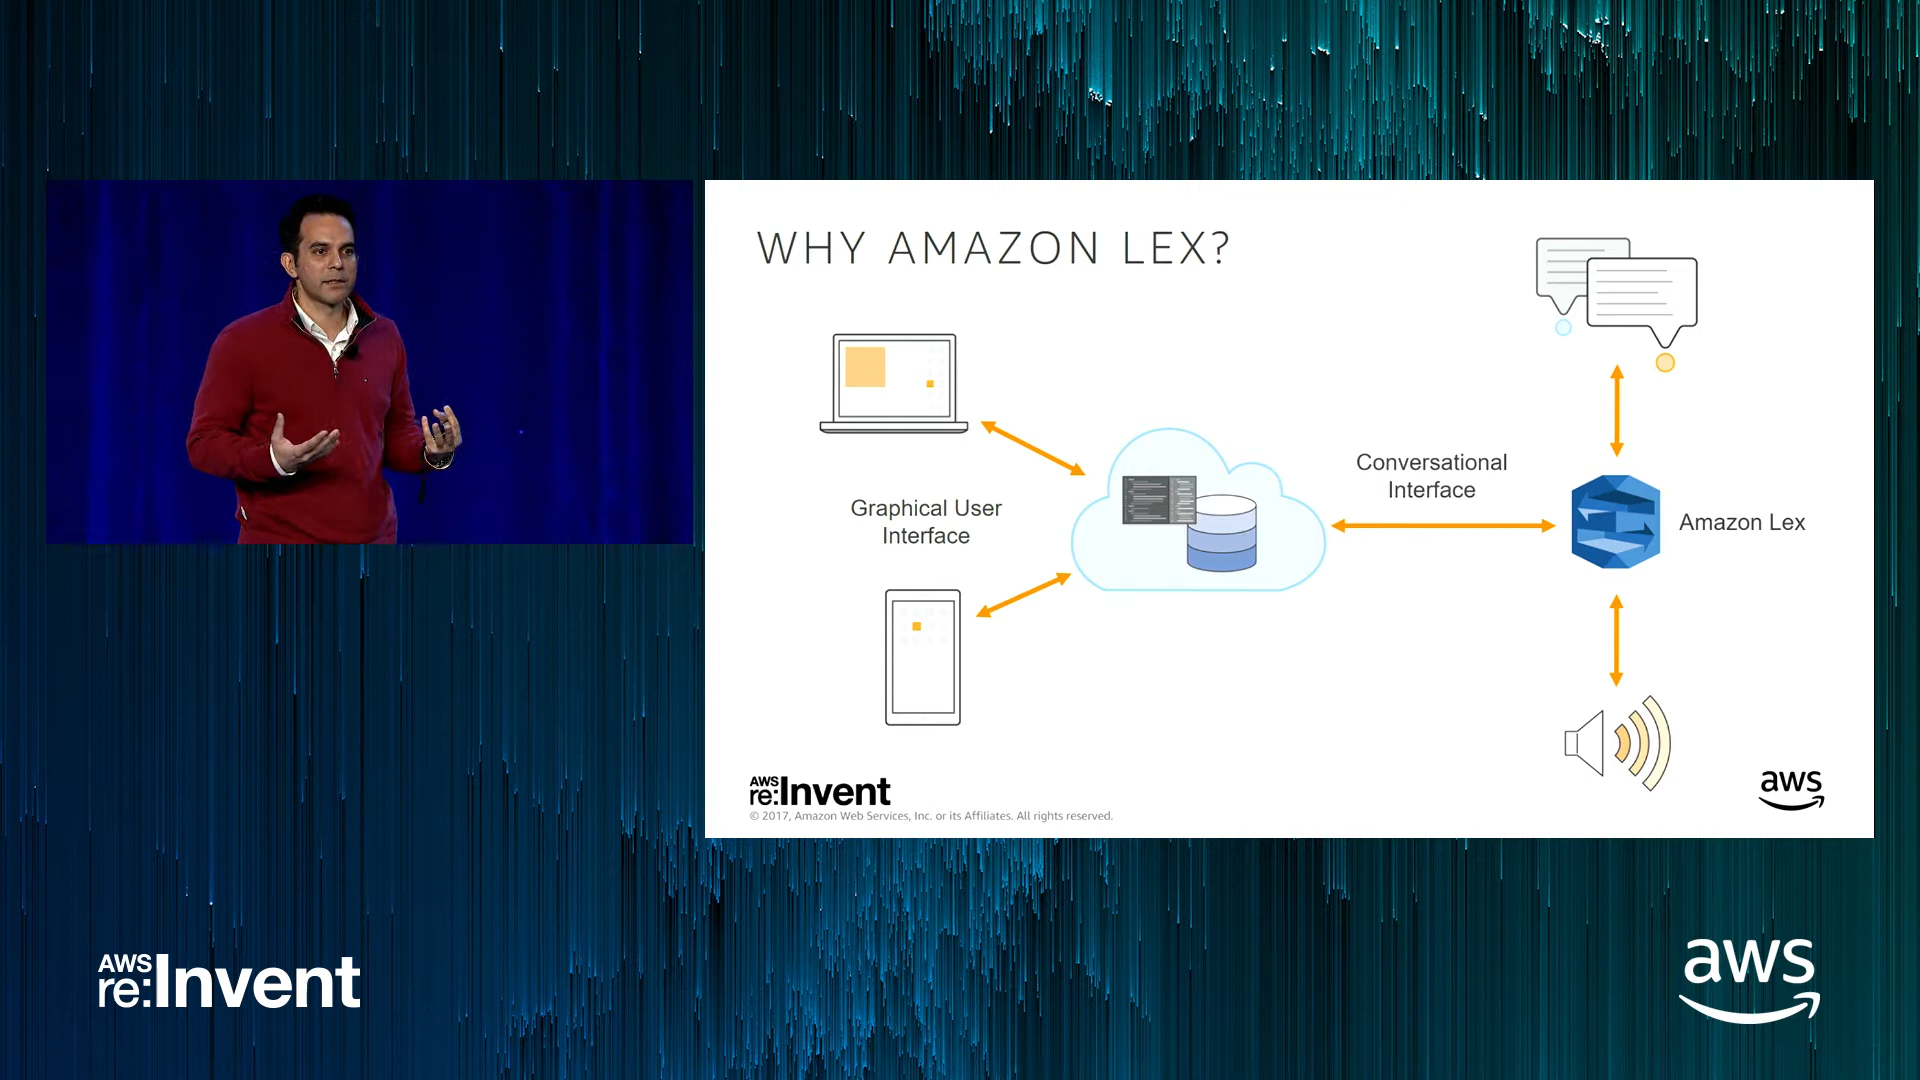 WHY AMAZON LEX?
Graphical User
Interface
Conversational
Interface
Amazon Lex
AWS
re:Invent
© 2017, Amazon Web Services, Inc. or its Affiliates. All rights reserved.
aws
AWS
re:Invent
aws